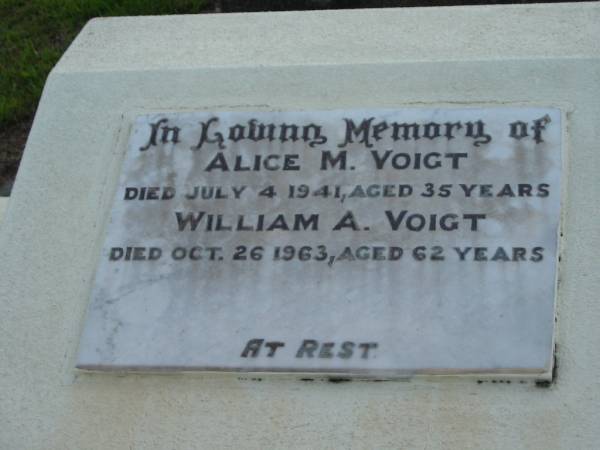 In Loving Memory of
ALICE M. VOIGT
DIED JULY 4 1941, AGED 35 YEARS
WILLIAM A. VOIGT
DIED OCT. 26 1963, AGED 62 YEARS
AT REST